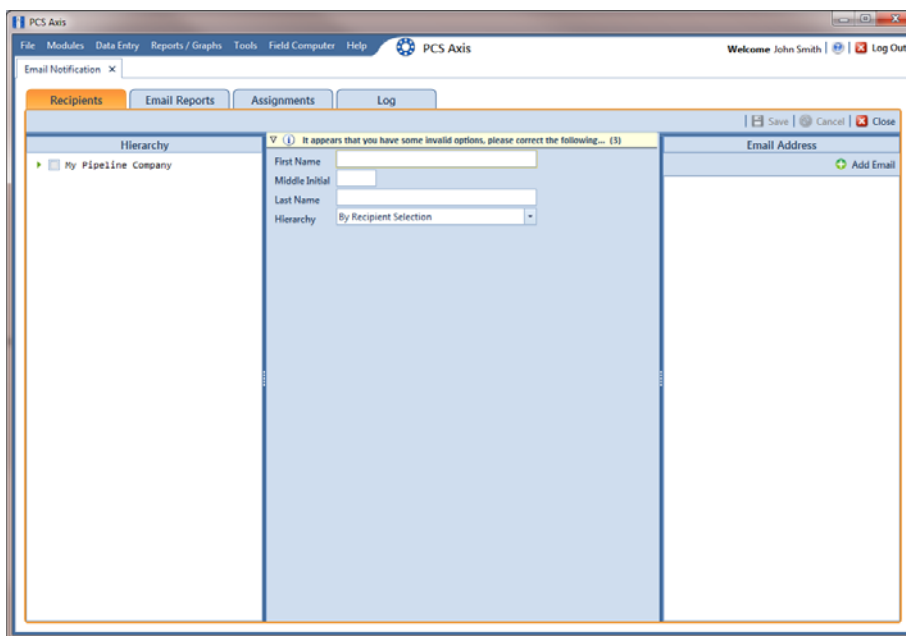 PCS Axis
File Modules Data Entry Reports / Graphs Tools Field Computer Help PCS Axis Welcome John Smith Log Out
Email Notification
Recipients Email Reports Assignments Log
Save Cancel Close
Hierarchy
My Pipeline Company
It appears that you have some invalid options, please correct the following... (3)
First Name
Middle Initial
Last Name
Hierarchy By Recipient Selection
Email Address
Add Email